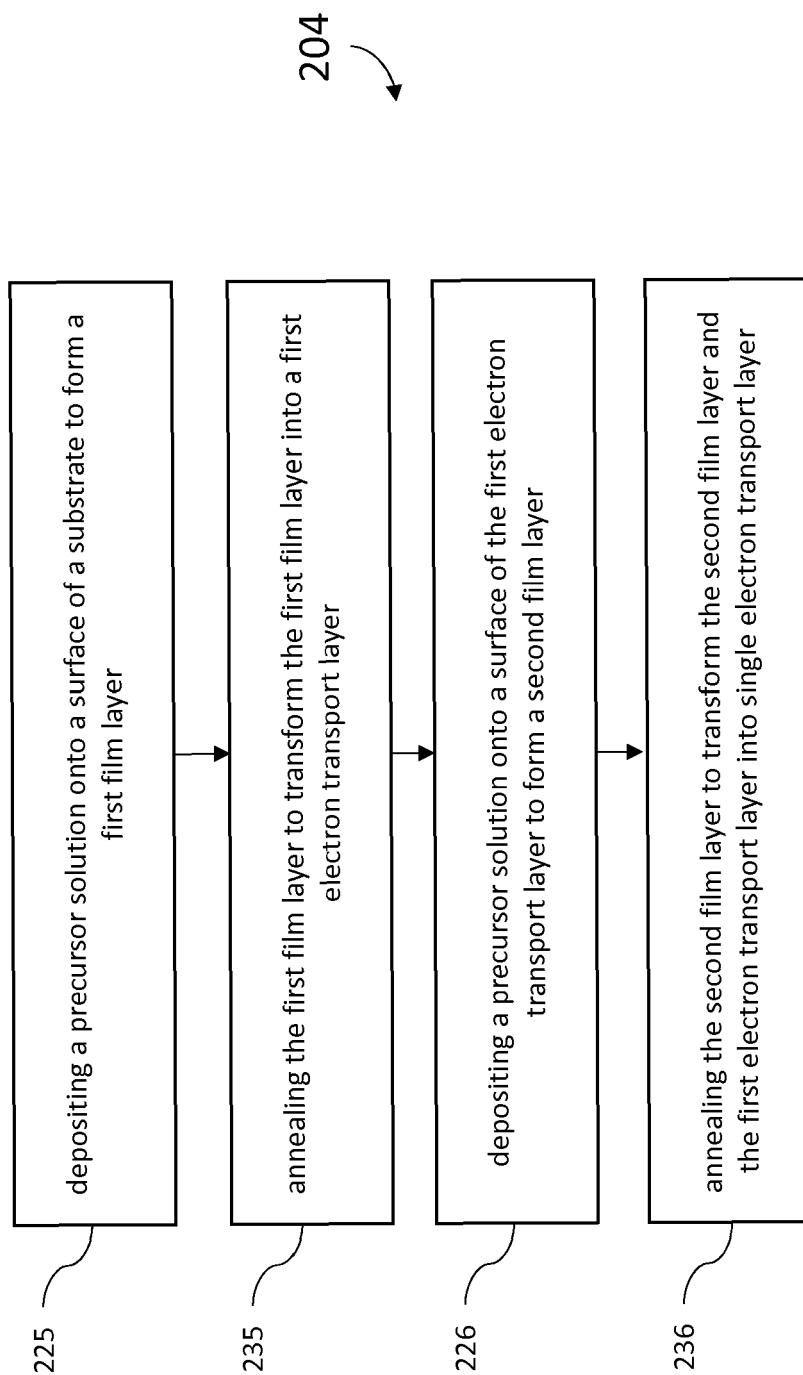 204
225
depositing a precursor solution onto a surface of a substrate to form a
first film layer
235
annealing the first film layer to transform the first film layer into a first
electron transport layer
226
depositing a precursor solution onto a surface of the first electron
transport layer to form a second film layer
236
annealing the second film layer to transform the second film layer and
the first electron transport layer into single electron transport layer